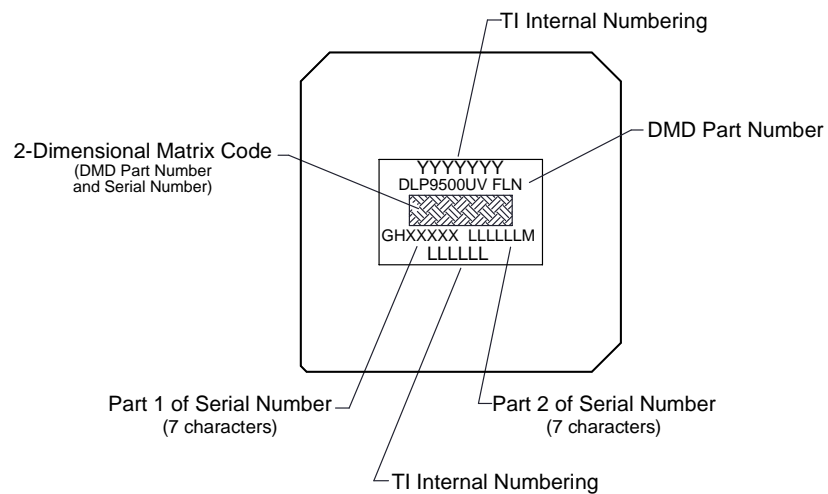 TI Internal Numbering
DMD Part Number
2-Dimensional Matrix Code
(DMD Part Number
and Serial Number)
YYYYYYY
DLP9500UV FLN
GHXXXXX LLLLLLM
LLLLLL
Part 1 of Serial Number
(7 characters)
Part 2 of Serial Number
(7 characters)
TI Internal Numbering